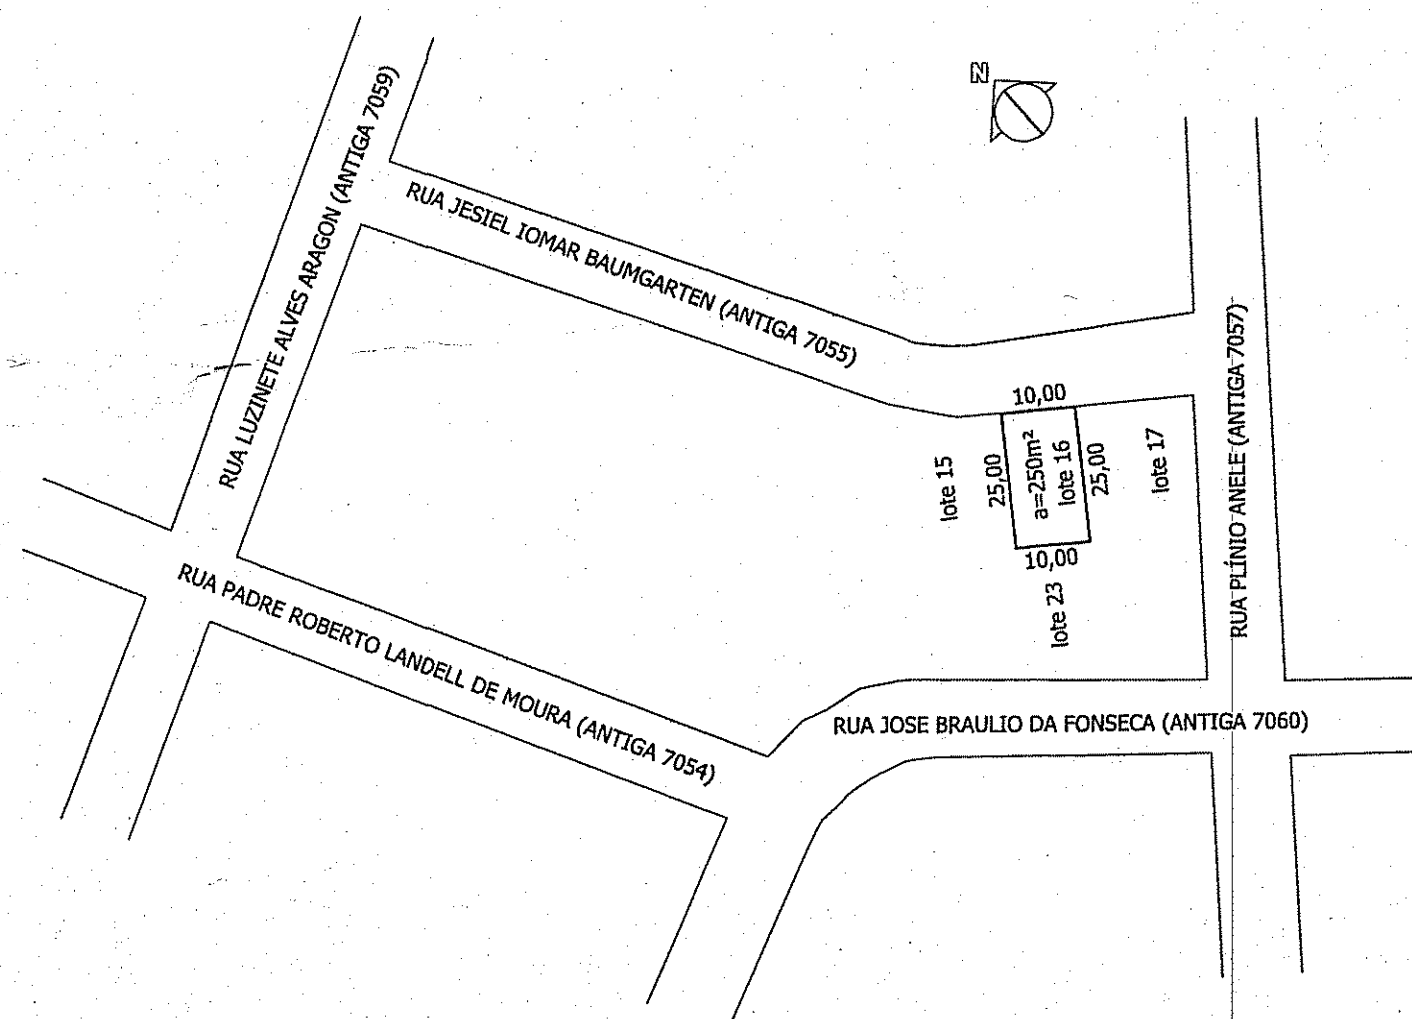 N
RUA LUZINETE ALVES ARAGON (ANTIGA 7059)
RUA JESIEL IOMAR BAUMGARTEN (ANTIGA 7055)
10,00
lote 15
25,00
a=250m²
lote 16
25,00
lote 17
10,00
lote 23
RUA PLÍNIO ANELE (ANTIGA 7057)
RUA PADRE ROBERTO LANDELL DE MOURA (ANTIGA 7054)
RUA JOSE BRAULIO DA FONSECA (ANTIGA 7060)